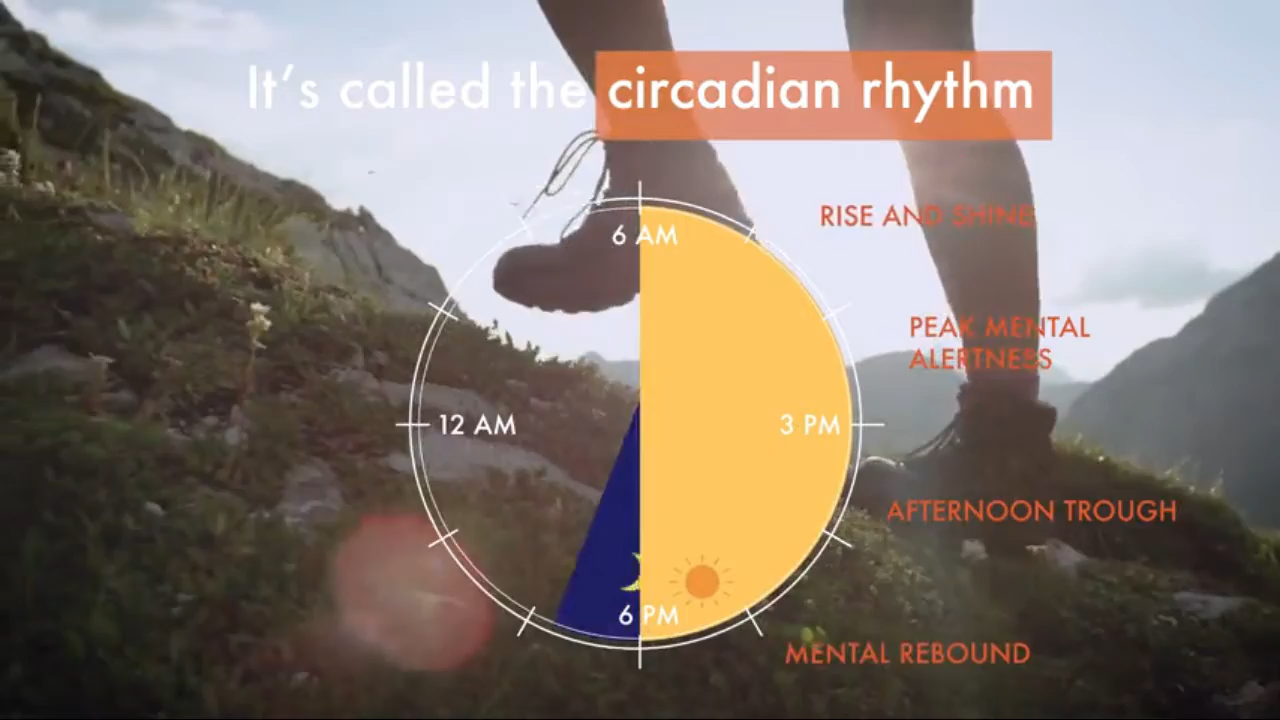 It's called the circadian rhythm
RISE AND SHINE
6 AM
PEAK MENTAL
ALERTNESS
12 AM
3 PM
AFTERNOON TROUGH
6 PM
MENTAL REBOUND